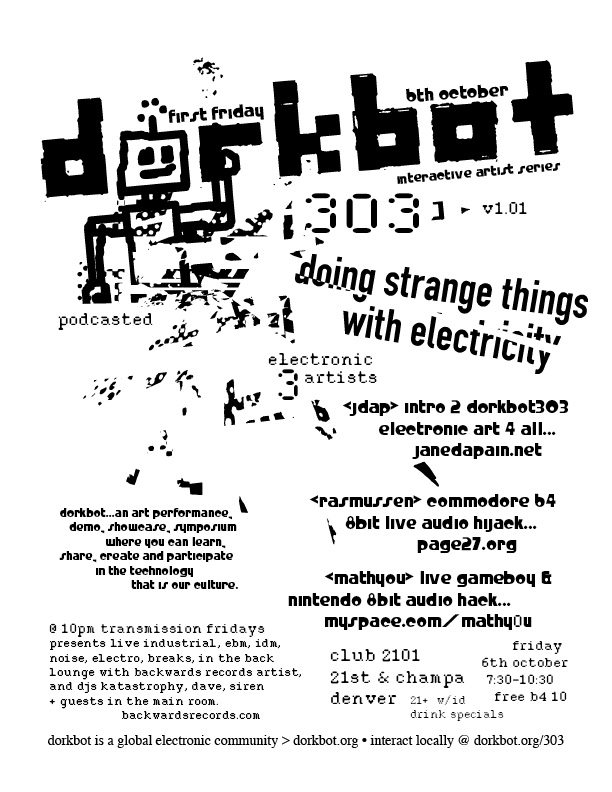 first friday
6th october
dorkbot
interactive artist series
303] ► v1.01
doing strange things
with electricity
podcasted
electronic
3 artists
<jdap> intro 2 dorkbot303
electronic art 4 all...
janedapain.net
<rasmussen> commodore 64
8bit live audio hijack...
page27.org
<mathyou> live gameboy &
nintendo 8bit audio hack...
myspace.com/mathy0u
dorkbot...an art performance,
demo, showcase, symposium
where you can learn,
share, create and participate
in the technology
that is our culture.
@ 10pm transmission fridays
presents live industrial, ebm, idm,
noise, electro, breaks, in the back
lounge with backwards records artist,
and djs katastrophy, dave, siren
+ guests in the main room.
backwardsrecords.com
club 2101
21st & champa
denver 21+ w/id
drink specials
friday
6th october
7:30-10:30
free b4 10
dorkbot is a global electronic community > dorkbot.org • interact locally @ dorkbot.org/303